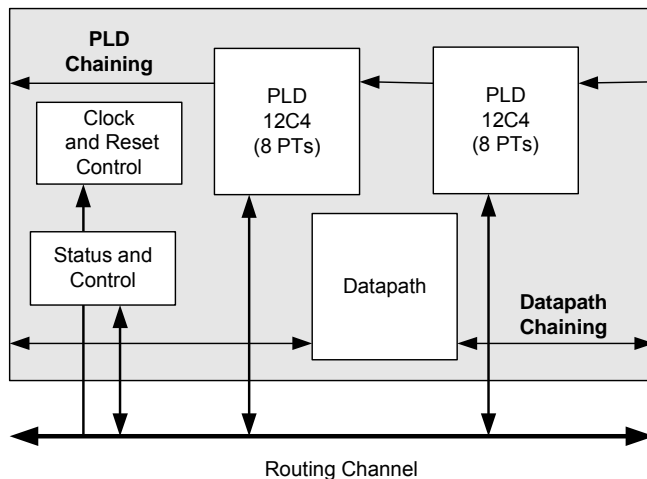 PLD
Chaining
PLD
12C4
(8 PTs)
PLD
12C4
(8 PTs)
Clock
and Reset
Control
Status and
Control
Datapath
Datapath
Chaining
Routing Channel